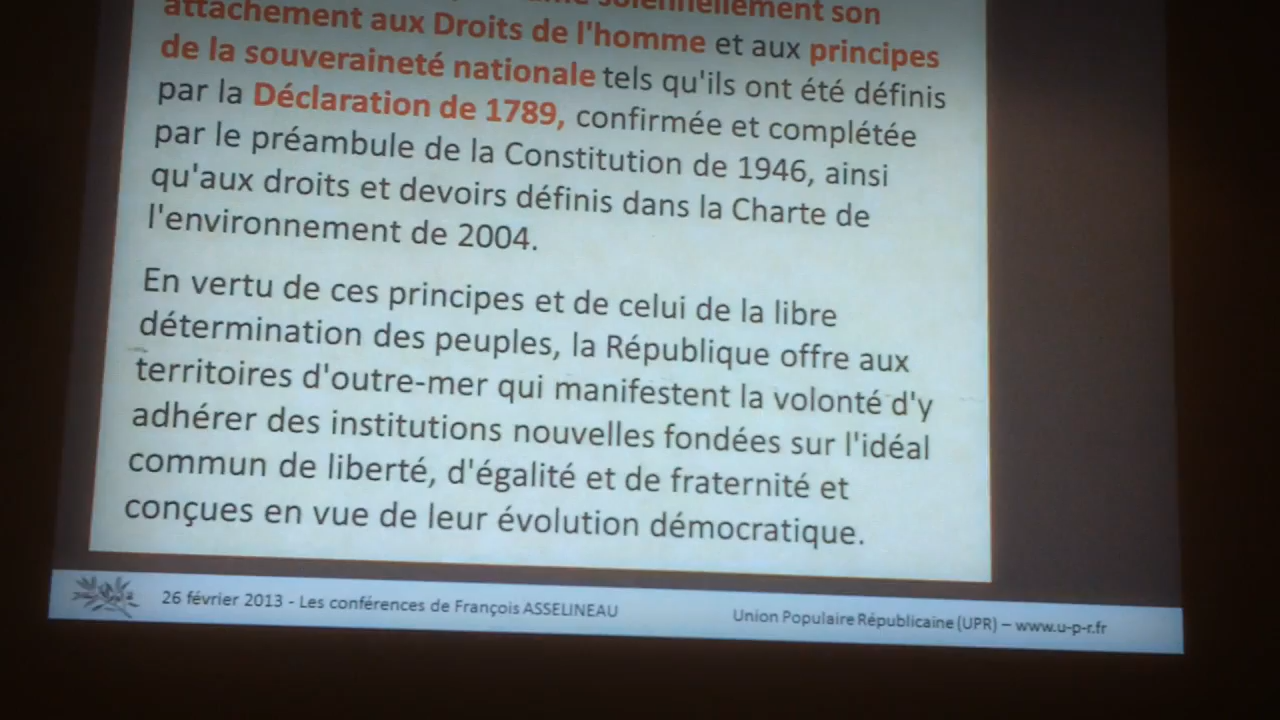 solennellement son
attachement aux Droits de l'homme et aux principes
de la souveraineté nationale tels qu'ils ont été définis
par la Déclaration de 1789, confirmée et complétée
par le préambule de la Constitution de 1946, ainsi
qu'aux droits et devoirs définis dans la Charte de
l'environnement de 2004.
En vertu de ces principes et de celui de la libre
détermination des peuples, la République offre aux
territoires d'outre-mer qui manifestent la volonté d'y
adhérer des institutions nouvelles fondées sur l'idéal
commun de liberté, d'égalité et de fraternité et
conçues en vue de leur évolution démocratique.
26 février 2013 - Les conférences de François ASSELINEAU
Union Populaire Républicaine (UPR) – www.u-p-r.fr